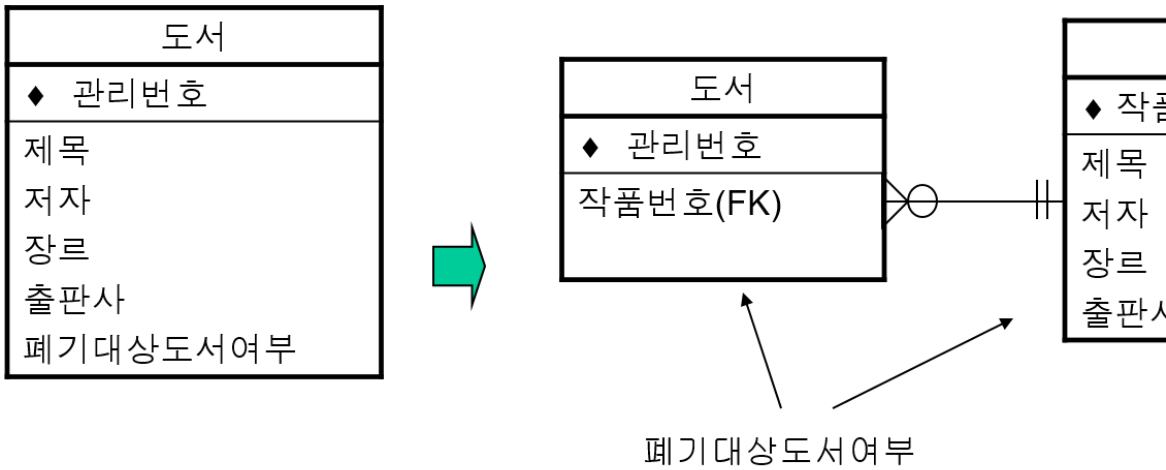 도서
♦ 관리번호
제목
저자
장르
출판사
폐기대상도서여부
도서
♦ 관리번호
작품번호(FK)
♦
제목
저자
장르
폐기대상도서여부